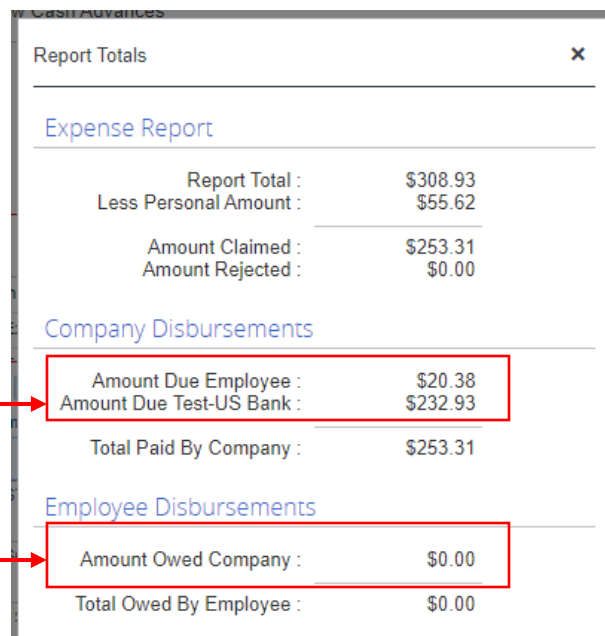 w Cash Advances
Report Totals ×
Expense Report
Report Total : $308.93
Less Personal Amount : $55.62
Amount Claimed : $253.31
Amount Rejected : $0.00
Company Disbursements
Amount Due Employee : $20.38
Amount Due Test-US Bank : $232.93
Total Paid By Company : $253.31
Employee Disbursements
Amount Owed Company : $0.00
Total Owed By Employee : $0.00